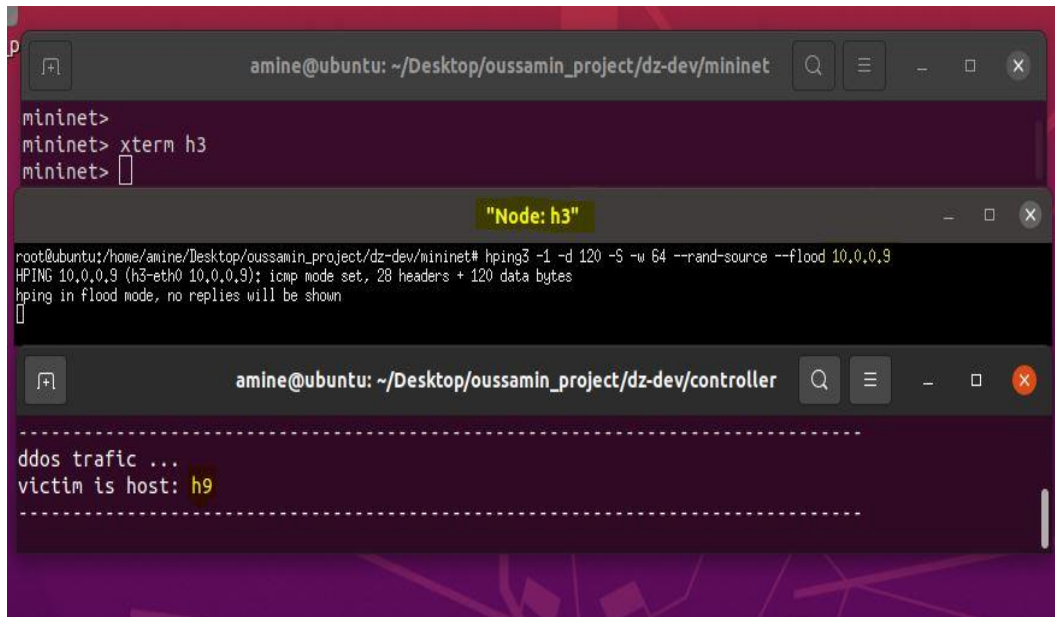 p
amine@ubuntu: ~/Desktop/oussamin_project/dz-dev/mininet
mininet>
mininet> xterm h3
mininet>
"Node: h3"
root@ubuntu:/home/amine/Desktop/oussamin_project/dz-dev/mininet# hping3 -1 -d 120 -S -w 64 --rand-source --flood 10.0.0.9
HPING 10.0.0.9 (h3-eth0 10.0.0.9): icmp mode set, 28 headers + 120 data bytes
hping in flood mode, no replies will be shown
amine@ubuntu: ~/Desktop/oussamin_project/dz-dev/controller
--------------------------------------------------------------------------------
ddos trafic ...
victim is host: h9
--------------------------------------------------------------------------------